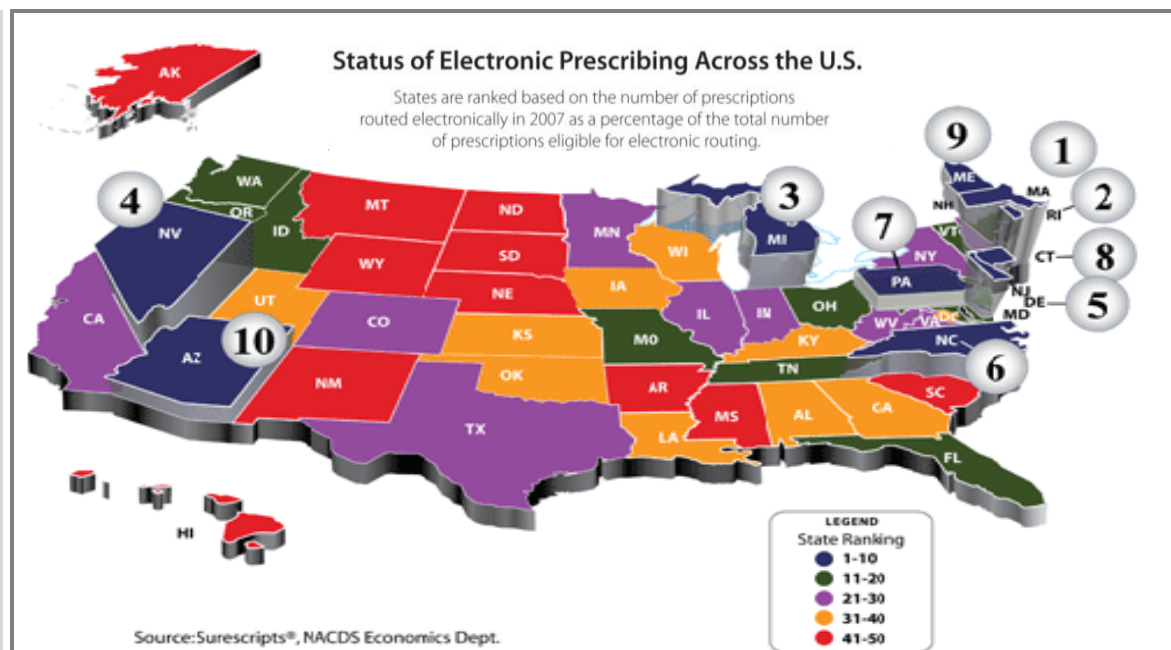 Status of Electronic Prescribing Across the U.S.
States are ranked based on the number of prescriptions
routed electronically in 2007 as a percentage of the total number
of prescriptions eligible for electronic routing.
AK
9
1
4
3
2
WA
OR
ID
NV
MT
ND
MN
MI
ME
MA
NH
RI
VT
7
NY
CT
8
WY
SD
WI
PA
NJ
DE
5
MD
CA
UT
NE
IA
IL
IN
OH
WV
VA
DC
CO
KS
MO
KY
NC
6
AZ
10
NM
OK
AR
TN
SC
TX
LA
MS
AL
CA
FL
HI
LEGEND
State Ranking
1-10
11-20
21-30
31-40
41-50
Source:Surescripts®, NACDS Economics Dept.